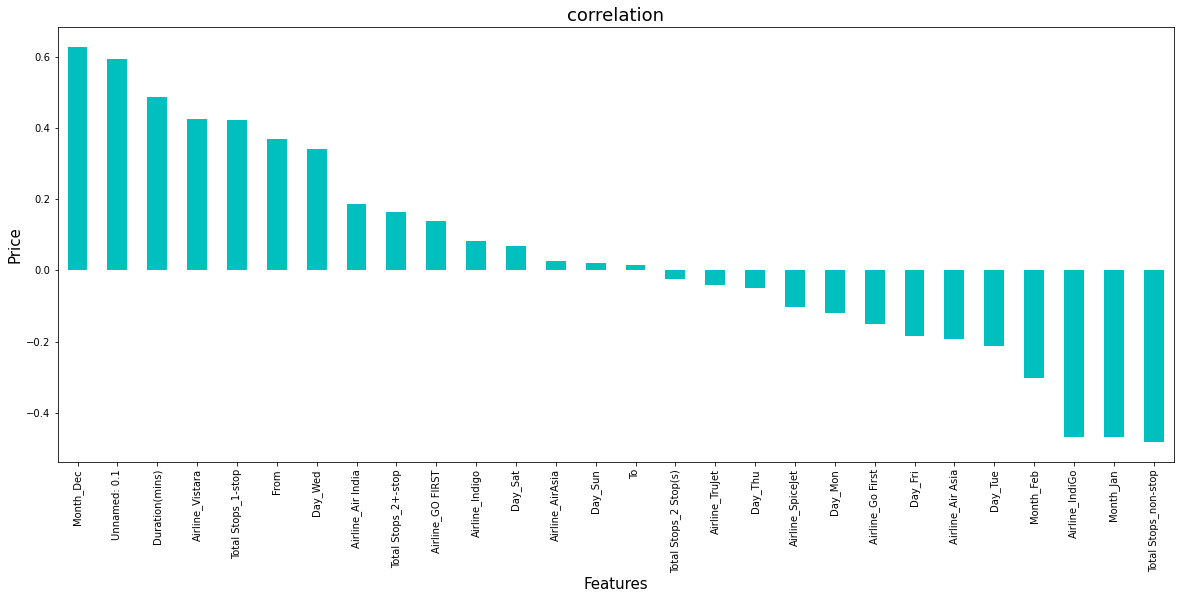 correlation
Price
0.6
0.4
0.2
0.0
−0.2
−0.4
Month_Dec
Unnamed: 0.1
Duration(mins)
Airline_Vistara
Total Stops_1-stop
From
Day_Wed
Airline_Air India
Total Stops_2+-stop
Airline_GO FIRST
Airline_Indigo
Day_Sat
Airline_AirAsia
Day_Sun
To
Total Stops_2 Stop(s)
Airline_TruJet
Day_Thu
Airline_SpiceJet
Day_Mon
Airline_Go First
Day_Fri
Airline_Air Asia
Day_Tue
Month_Feb
Airline_IndiGo
Month_Jan
Total Stops_non-stop
Features